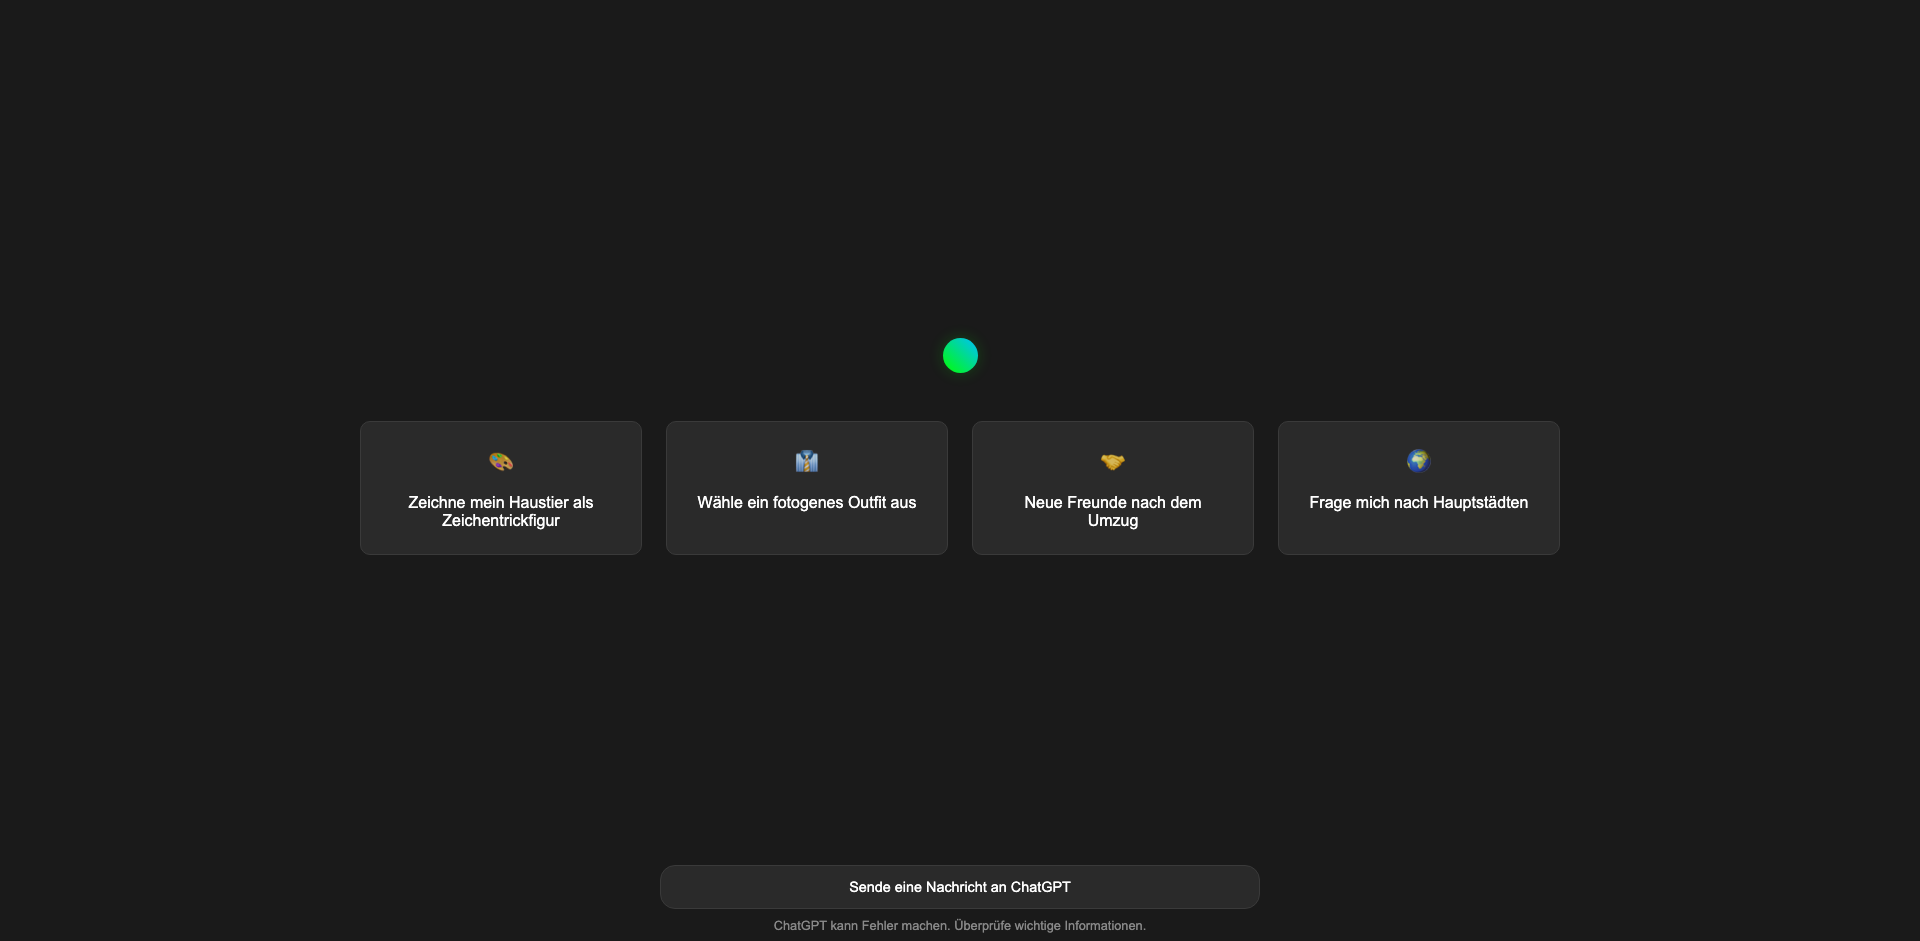 Zeichne mein Haustier als
Zeichentrickfigur
Wähle ein fotogenes Outfit aus
Neue Freunde nach dem
Umzug
Frage mich nach Hauptstädten
Sende eine Nachricht an ChatGPT
ChatGPT kann Fehler machen. Überprüfe wichtige Informationen.